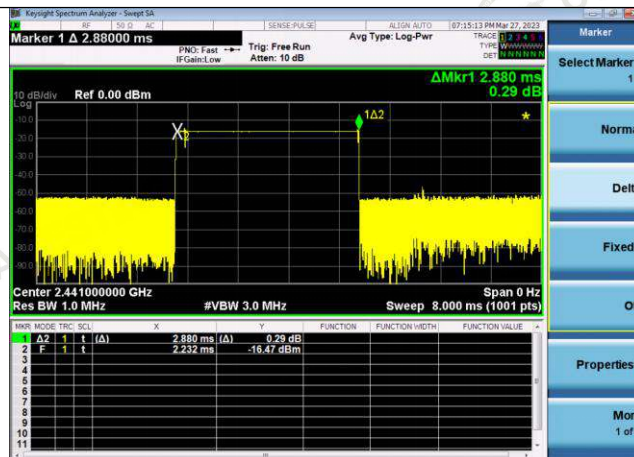 Keysight Spectrum Analyzer - Swept SA
RF 50 Ω AC SENSE:PULSE ALIGN AUTO 07:15:13 PM Mar 27, 2023
Marker 1 Δ 2.88000 ms
PNO: Fast
IFGain:Low
Trig: Free Run
Atten: 10 dB
Avg Type: Log-Pwr
TRACE 1 2 3 4 5 6
TYPE WWWWWW
DET N N N N N N
ΔMkr1 2.880 ms
0.29 dB
10 dB/div Ref 0.00 dBm
Log
-10.0
-20.0
-30.0
-40.0
-50.0
-60.0
-70.0
-80.0
-90.0
X2
1Δ2
*
Center 2.441000000 GHz Span 0 Hz
Res BW 1.0 MHz #VBW 3.0 MHz Sweep 8.000 ms (1001 pts)
MKR MODE TRC SCL X Y FUNCTION FUNCTION WIDTH FUNCTION VALUE
1 Δ2 1 t (Δ) 2.880 ms (Δ) 0.29 dB
2 F 1 t 2.232 ms -16.47 dBm
3
4
5
6
7
8
9
10
11
Marker
Select Marker
1
Norma
Delt
Fixed
O
Properties
Mor
1 of